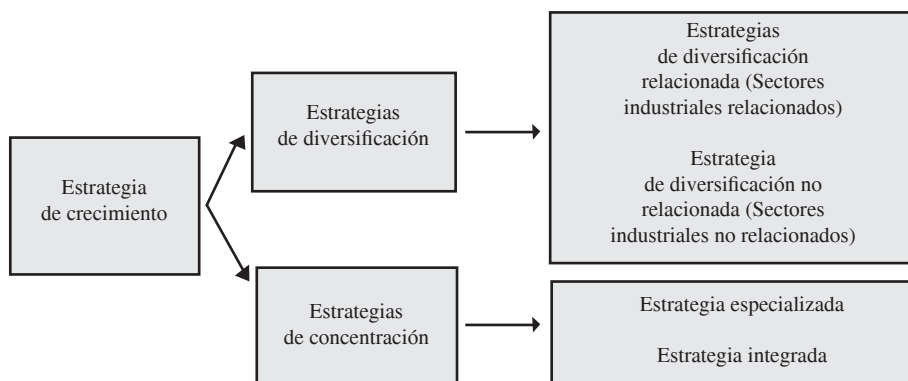 Estrategia
de crecimiento
Estrategias
de diversificación
Estrategias
de diversificación
relacionada (Sectores
industriales relacionados)
Estrategia
de diversificación no
relacionada (Sectores
industriales no relacionados)
Estrategias
de concentración
Estrategia especializada
Estrategia integrada